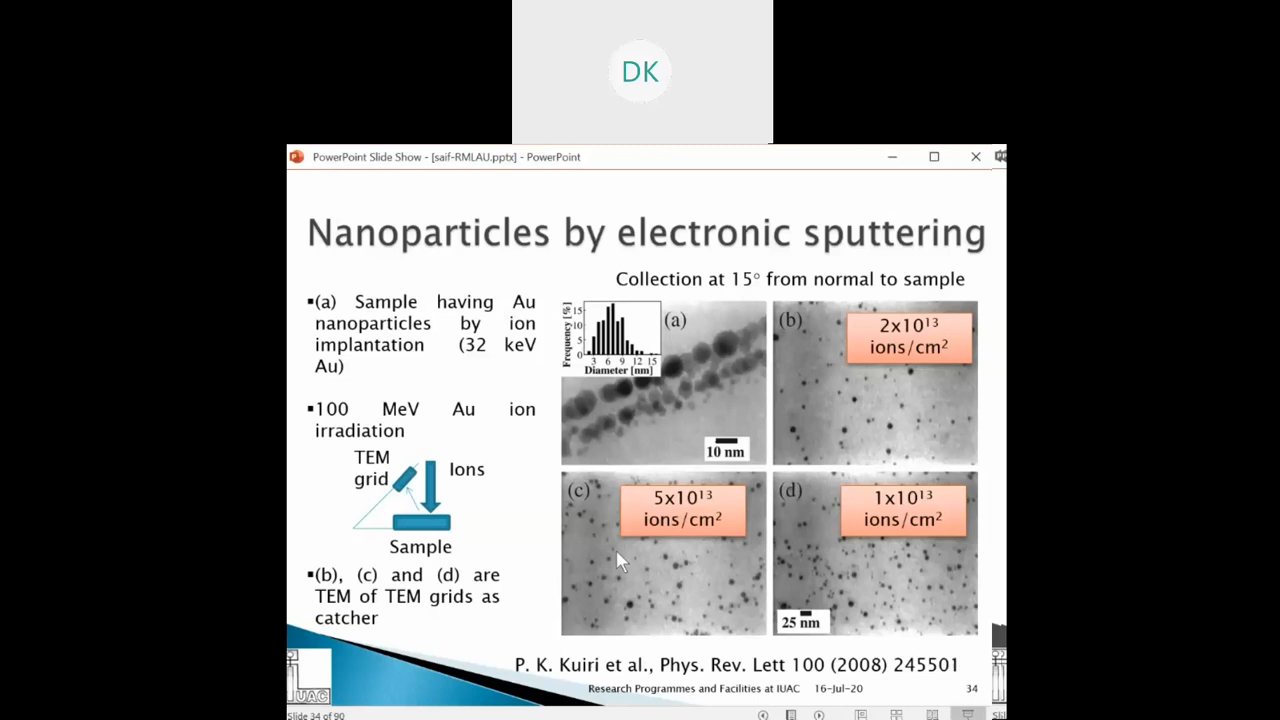 DK
PowerPoint Slide Show - [saif-RMLAU.pptx] - PowerPoint
Nanoparticles by electronic sputtering
Collection at 15° from normal to sample
▪(a) Sample having Au
nanoparticles by ion
implantation (32 keV
Au)
▪100 MeV Au ion
irradiation
TEM
grid
Ions
Sample
▪(b), (c) and (d) are
TEM of TEM grids as
catcher
Frequency [%]
15
10
5
0
3 6 9 12 15
Diameter [nm]
(a)
10 nm
(b)
2x10¹³
ions/cm²
(c)
5x10¹³
ions/cm²
(d)
1x10¹³
ions/cm²
25 nm
P. K. Kuiri et al., Phys. Rev. Lett 100 (2008) 245501
IUAC
Research Programmes and Facilities at IUAC 16-Jul-20 34
Slide 34 of 90